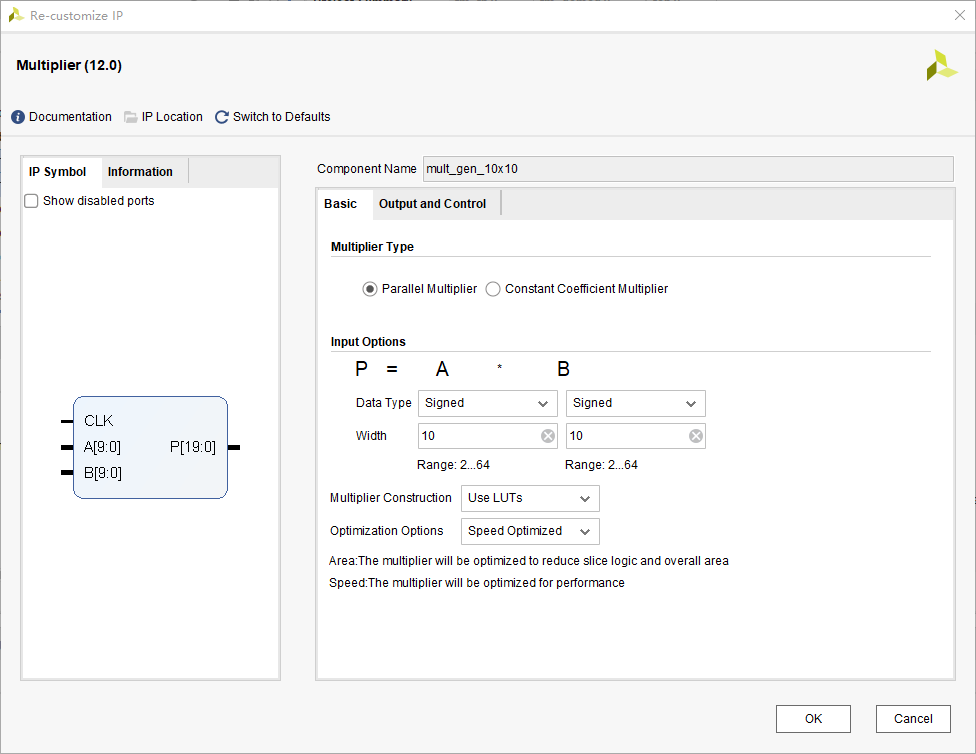 Re-customize IP
Multiplier (12.0)
Documentation IP Location Switch to Defaults
IP Symbol Information
Show disabled ports
CLK
A[9:0] P[19:0]
B[9:0]
Component Name mult_gen_10x10
Basic Output and Control
Multiplier Type
Parallel Multiplier Constant Coefficient Multiplier
Input Options
P = A * B
Data Type Signed Signed
Width 10 10
Range: 2...64 Range: 2...64
Multiplier Construction Use LUTs
Optimization Options Speed Optimized
Area:The multiplier will be optimized to reduce slice logic and overall area
Speed:The multiplier will be optimized for performance
OK Cancel